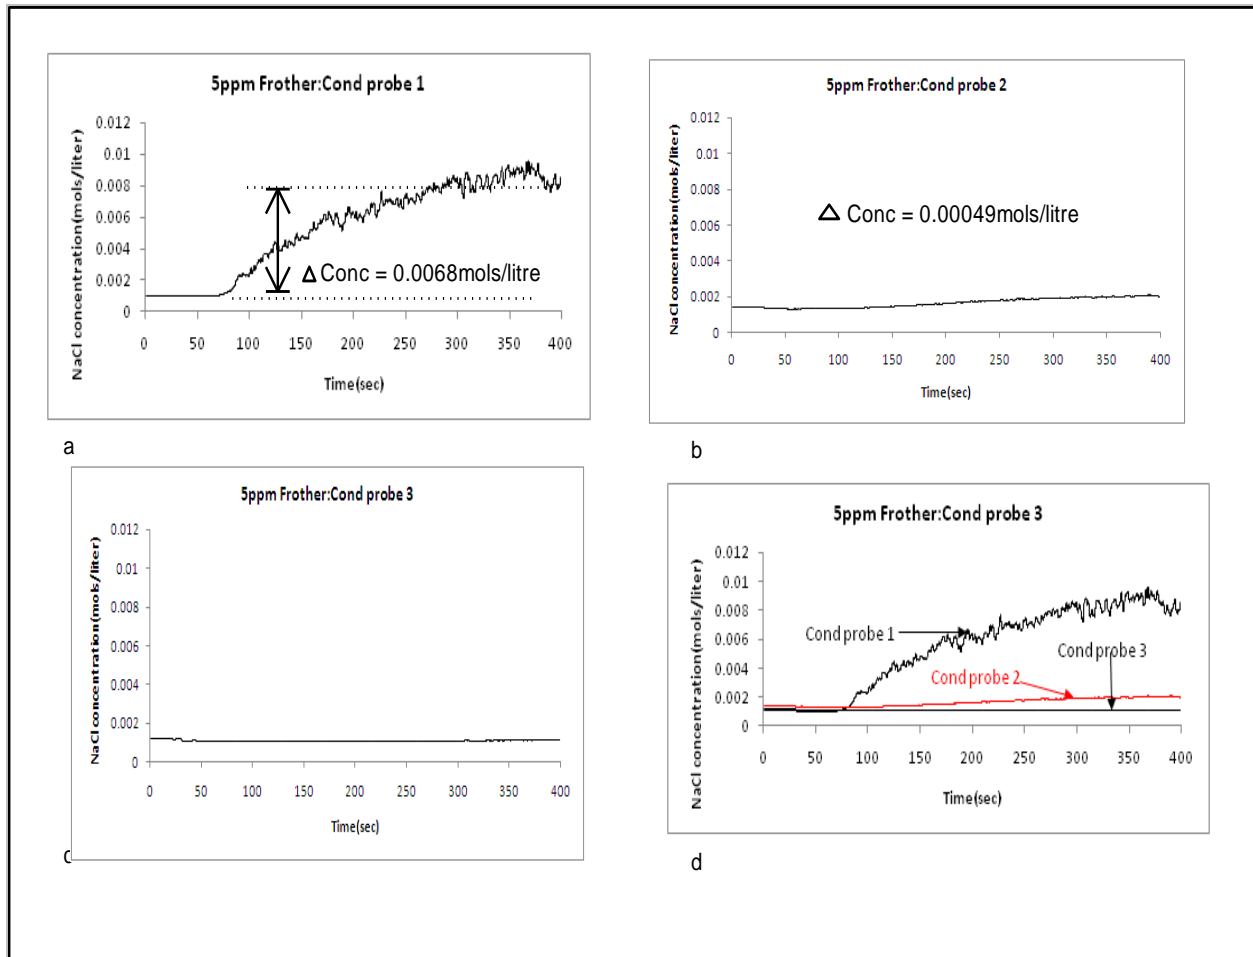 5ppm Frother:Cond probe 1
NaCl concentration(mols/liter)
0.012
0.01
0.008
0.006
0.004
0.002
0
Δ Conc = 0.0068mols/litre
0 50 100 150 200 250 300 350 400
Time(sec)
a
5ppm Frother:Cond probe 2
NaCl concentration(mols/liter)
0.012
0.01
0.008
0.006
0.004
0.002
0
Δ Conc = 0.00049mols/litre
0 50 100 150 200 250 300 350 400
Time(sec)
b
5ppm Frother:Cond probe 3
NaCl concentration(mols/liter)
0.012
0.01
0.008
0.006
0.004
0.002
0
0 50 100 150 200 250 300 350 400
Time(sec)
c
5ppm Frother:Cond probe 3
NaCl concentration(mols/liter)
0.012
0.01
0.008
0.006
0.004
0.002
0
Cond probe 1
Cond probe 3
Cond probe 2
0 50 100 150 200 250 300 350 400
Time(sec)
d